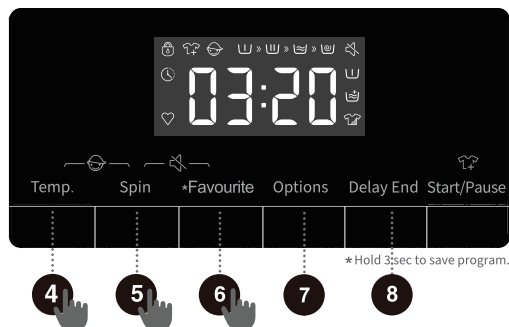 03:20
Temp. Spin *Favourite Options Delay End Start/Pause
* Hold 3 sec to save program.
4 5 6 7 8